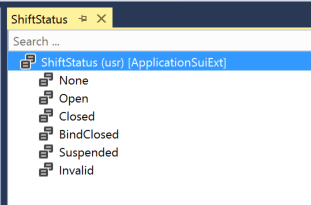 ShiftStatus
Search ...
ShiftStatus (usr) [ApplicationSuiExt]
None
Open
Closed
BindClosed
Suspended
Invalid